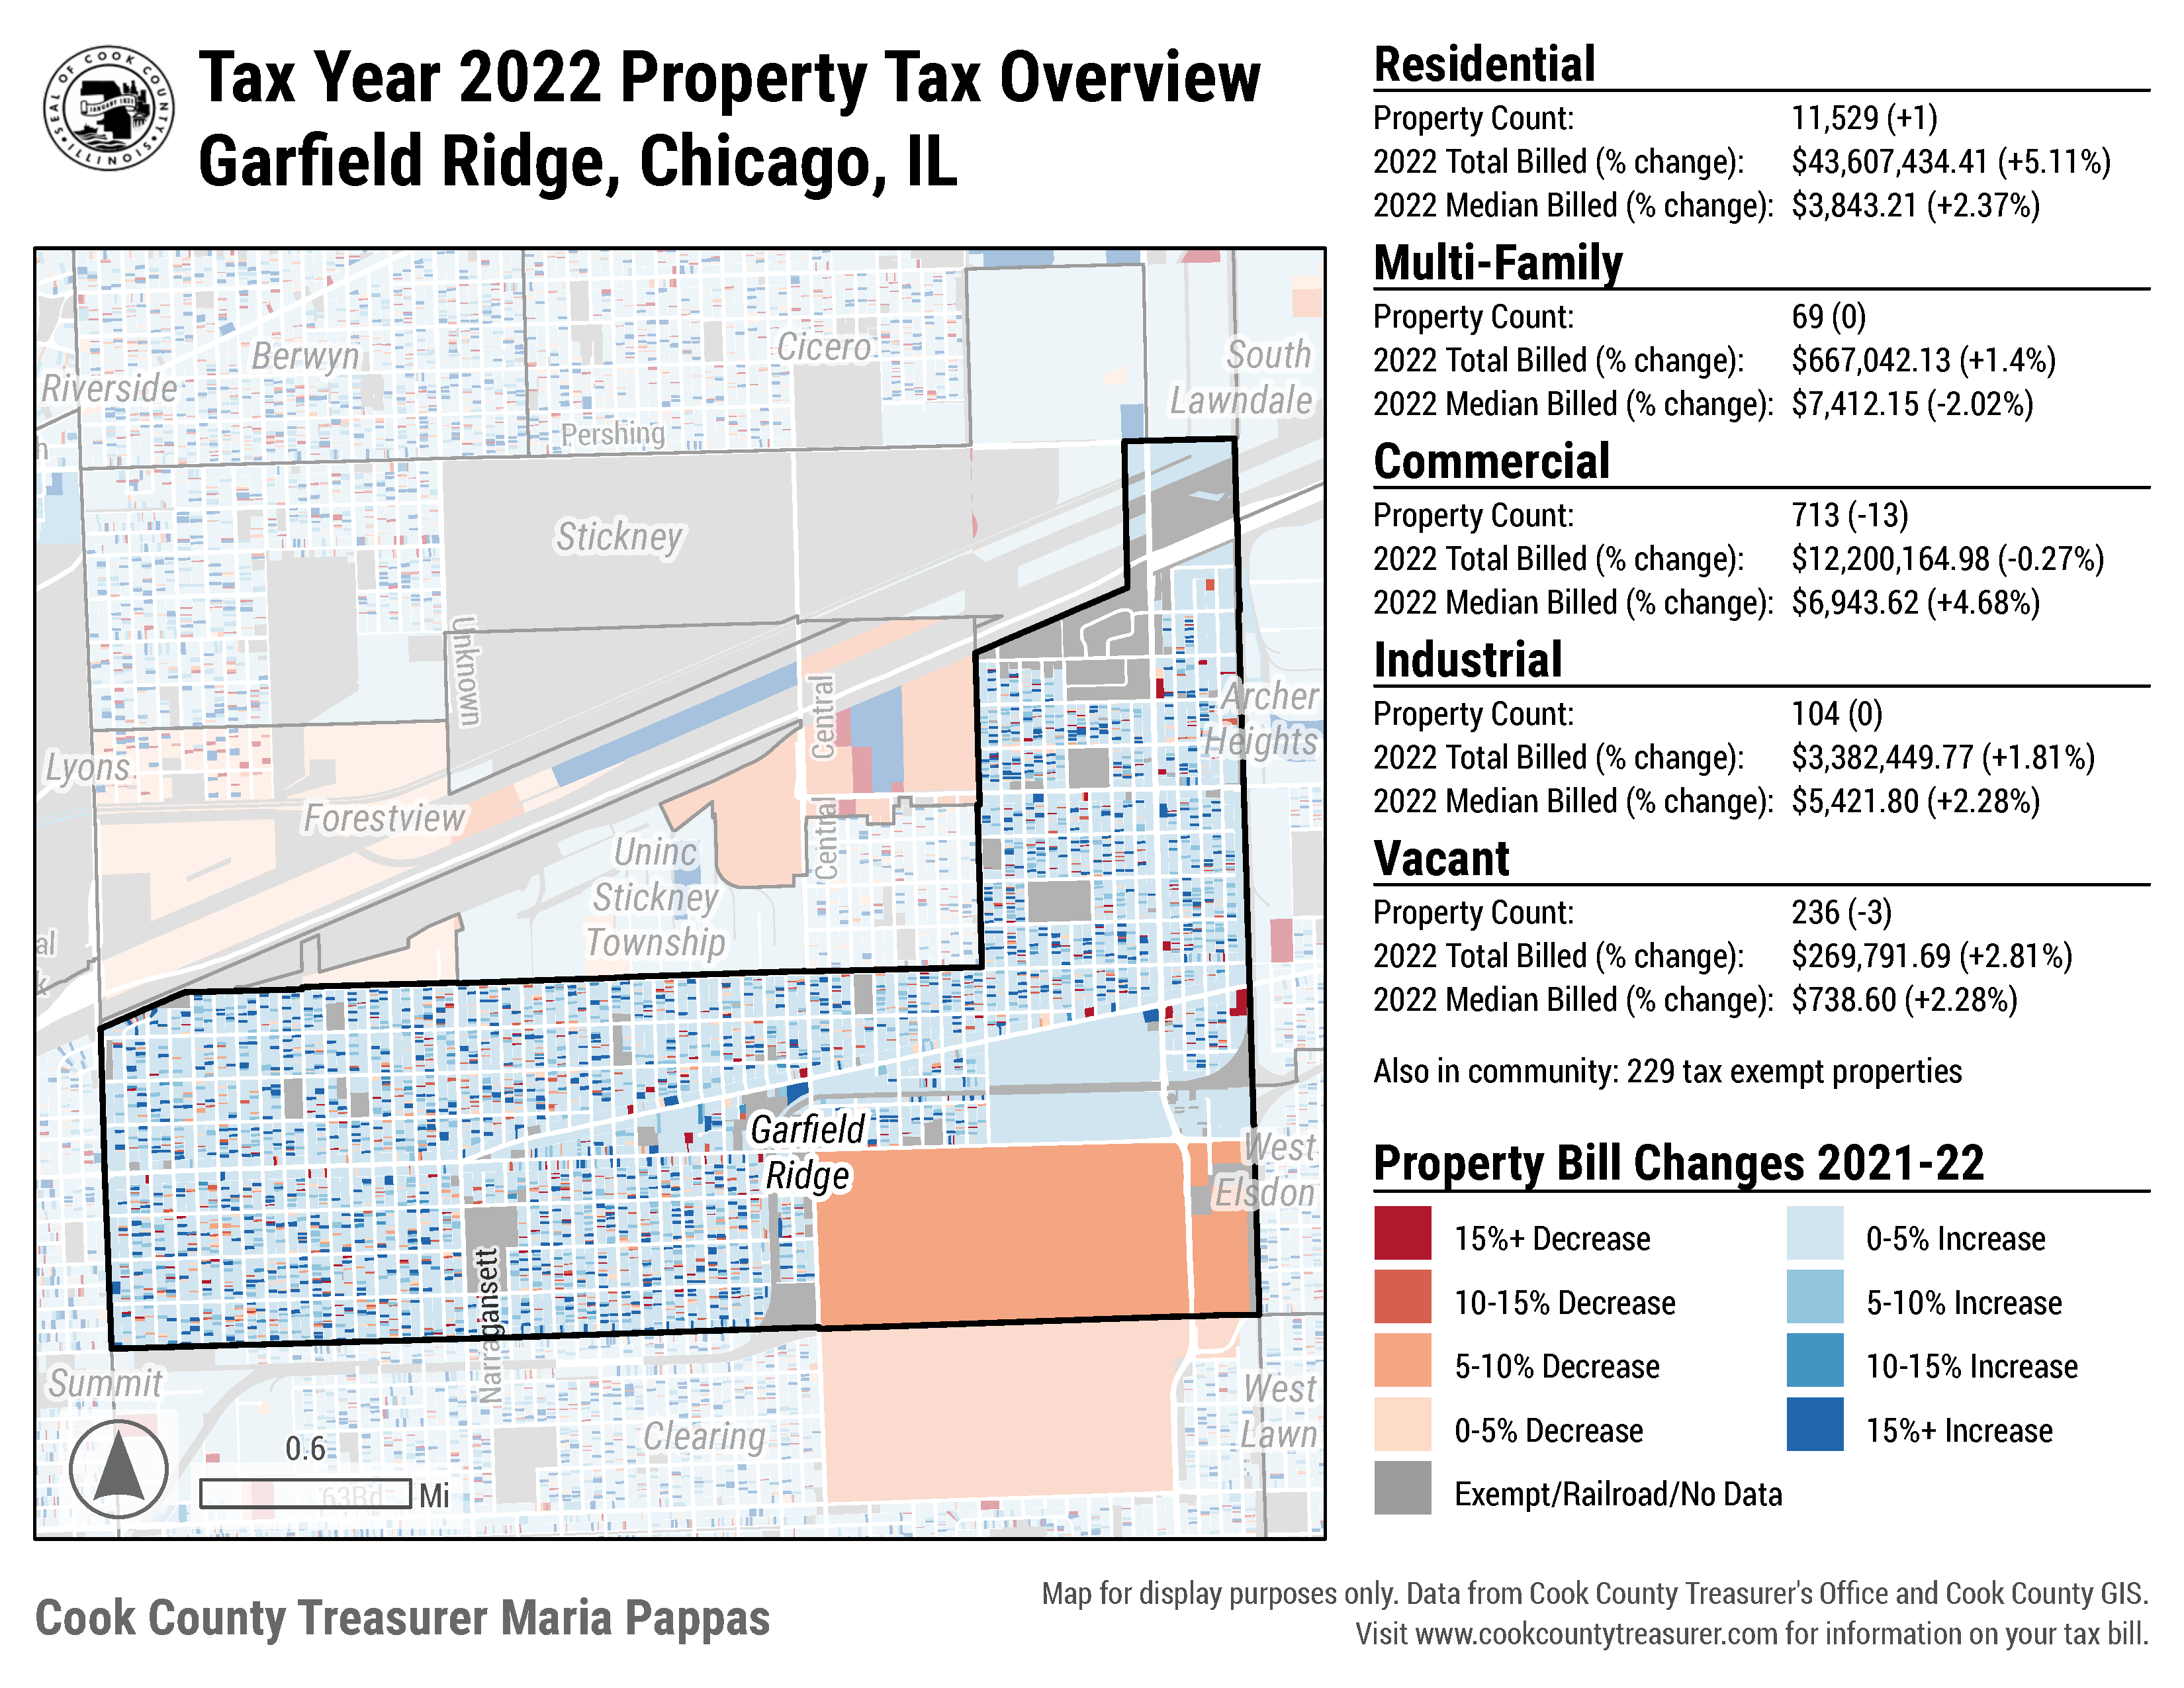 SEAL OF COOK COUNTY
JANUARY 1831
ILLINOIS
Tax Year 2022 Property Tax Overview
Garfield Ridge, Chicago, IL
Residential
Property Count: 11,529 (+1)
2022 Total Billed (% change): $43,607,434.41 (+5.11%)
2022 Median Billed (% change): $3,843.21 (+2.37%)
Multi-Family
Property Count: 69 (0)
2022 Total Billed (% change): $667,042.13 (+1.4%)
2022 Median Billed (% change): $7,412.15 (-2.02%)
Commercial
Property Count: 713 (-13)
2022 Total Billed (% change): $12,200,164.98 (-0.27%)
2022 Median Billed (% change): $6,943.62 (+4.68%)
Industrial
Property Count: 104 (0)
2022 Total Billed (% change): $3,382,449.77 (+1.81%)
2022 Median Billed (% change): $5,421.80 (+2.28%)
Vacant
Property Count: 236 (-3)
2022 Total Billed (% change): $269,791.69 (+2.81%)
2022 Median Billed (% change): $738.60 (+2.28%)
Also in community: 229 tax exempt properties
Property Bill Changes 2021-22
15%+ Decrease
10-15% Decrease
5-10% Decrease
0-5% Decrease
Exempt/Railroad/No Data
0-5% Increase
5-10% Increase
10-15% Increase
15%+ Increase
Riverside
Berwyn
Cicero
South
Lawndale
Pershing
Stickney
Unknown
Central
Archer
Heights
Lyons
Forestview
Central
Uninc
Stickney
Township
al
k
h
Garfield
Ridge
West
Elsdon
Narragansett
Summit
Clearing
West
Lawn
0.6
63Rd
Mi
Cook County Treasurer Maria Pappas
Map for display purposes only. Data from Cook County Treasurer's Office and Cook County GIS.
Visit www.cookcountytreasurer.com for information on your tax bill.